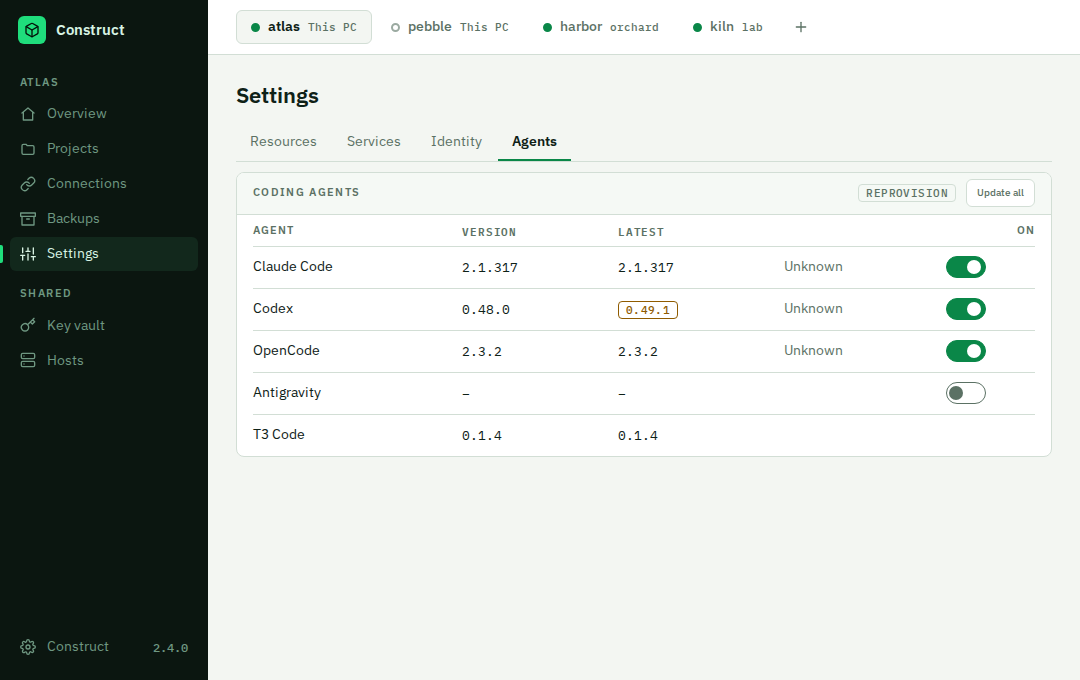 Construct
atlas This PC
pebble This PC
harbor orchard
kiln lab
ATLAS
Overview
Projects
Connections
Backups
Settings
SHARED
Key vault
Hosts
Construct 2.4.0
Settings
Resources Services Identity Agents
CODING AGENTS REPROVISION Update all
AGENT VERSION LATEST ON
Claude Code 2.1.317 2.1.317 Unknown
Codex 0.48.0 0.49.1 Unknown
OpenCode 2.3.2 2.3.2 Unknown
Antigravity – –
T3 Code 0.1.4 0.1.4